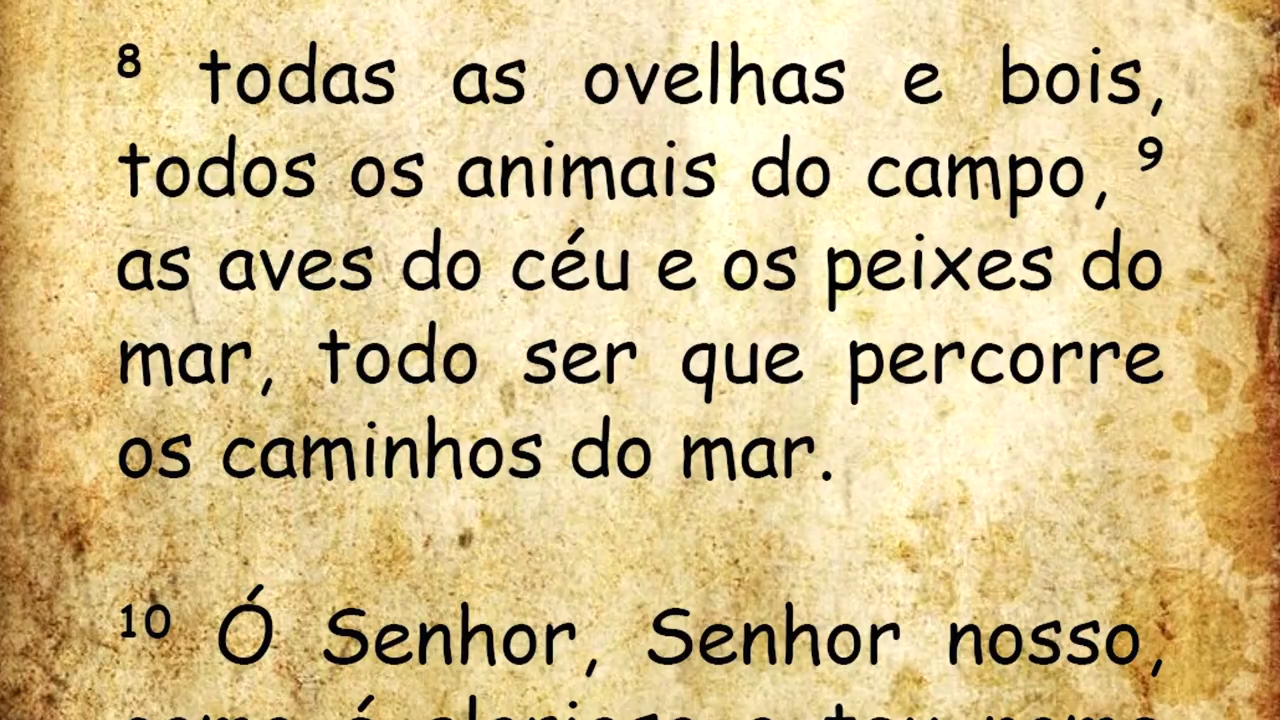 8 todas as ovelhas e bois,
todos os animais do campo, 9
as aves do céu e os peixes do
mar, todo ser que percorre
os caminhos do mar.
10 Ó Senhor, Senhor nosso,